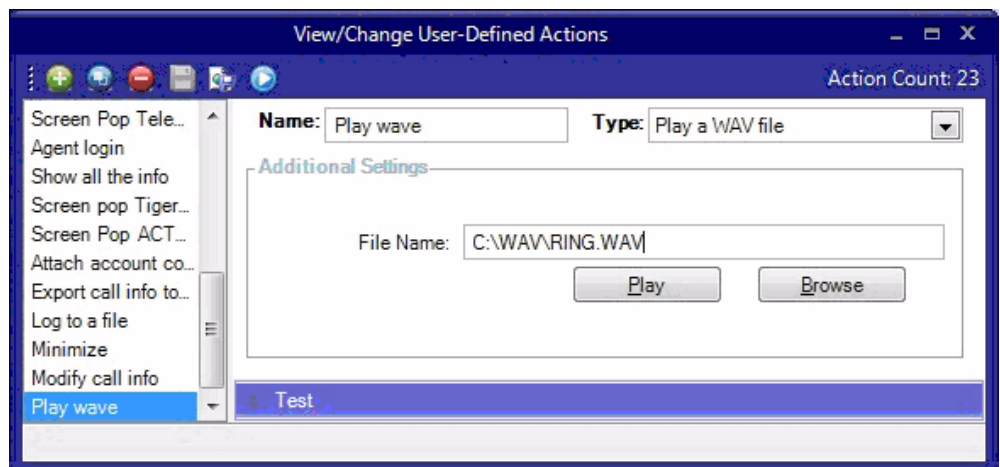 View/Change User-Defined Actions
Action Count: 23
Screen Pop Tele...
Agent login
Show all the info
Screen pop Tiger...
Screen Pop ACT...
Attach account co...
Export call info to...
Log to a file
Minimize
Modify call info
Play wave
Name: Play wave Type: Play a WAV file
Additional Settings
File Name: C:\WAV\RING.WAV
Play Browse
Test